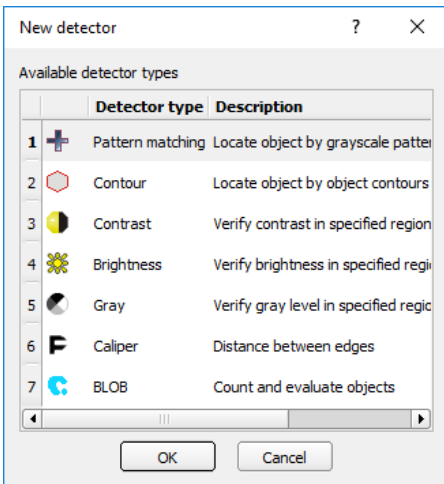 New detector ?
Available detector types
Detector type Description
1 Pattern matching Locate object by grayscale patter
2 Contour Locate object by object contours
3 Contrast Verify contrast in specified region
4 Brightness Verify brightness in specified regi
5 Gray Verify gray level in specified regio
6 Caliper Distance between edges
7 BLOB Count and evaluate objects
OK Cancel